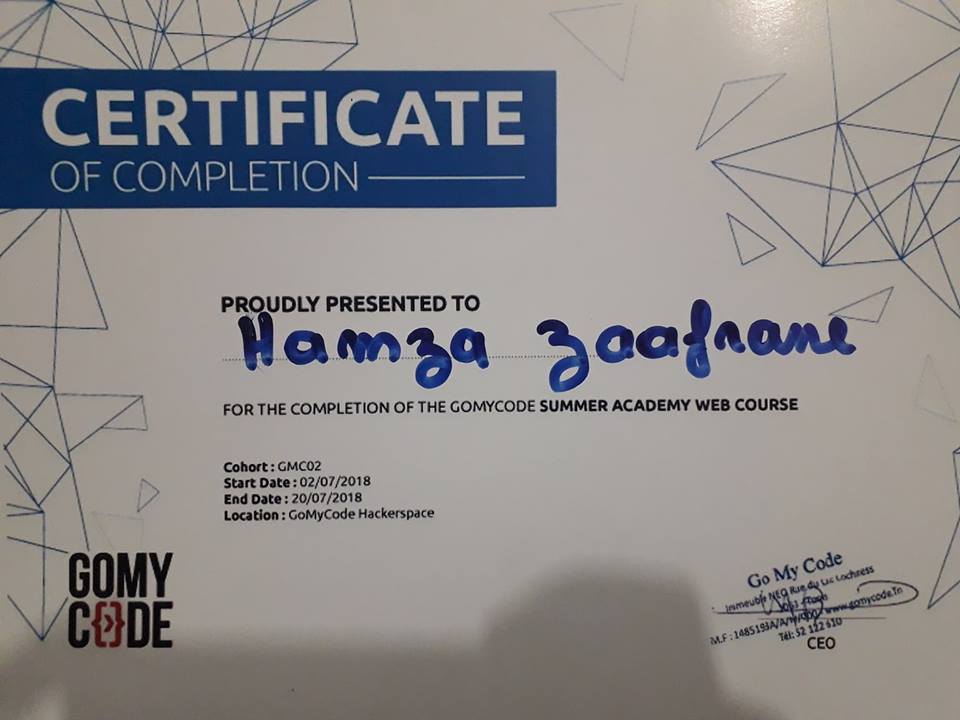 CERTIFICATE
OF COMPLETION
PROUDLY PRESENTED TO
Hamza Zaafrane
FOR THE COMPLETION OF THE GOMYCODE SUMMER ACADEMY WEB COURSE
Cohort : GMC02
Start Date : 02/07/2018
End Date : 20/07/2018
Location : GoMyCode Hackerspace
GOMY
C{›}DE
Go My Code
Immeuble NEO Rue du Lac Lochness
www.gomycode.Tn
M.F : 1485193A/A/M/000
Tél: 52 122 610
CEO